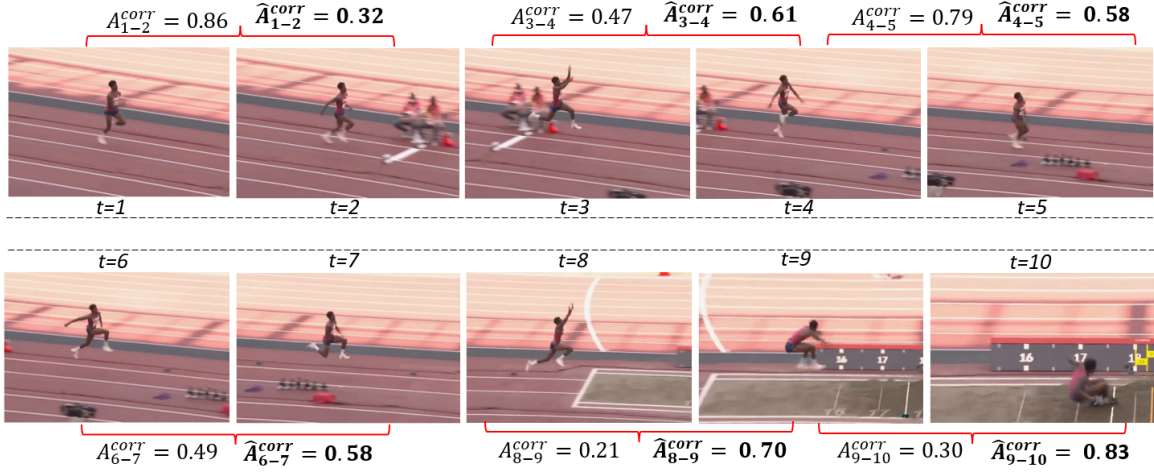 A^{corr}_{1-2} = 0.86 Â^{corr}_{1-2} = 0.32 A^{corr}_{3-4} = 0.47 Â^{corr}_{3-4} = 0.61 A^{corr}_{4-5} = 0.79 Â^{corr}_{4-5} = 0.58
t=1 t=2 t=3 t=4 t=5
t=6 t=7 t=8 t=9 t=10
16 17
16 17
A^{corr}_{6-7} = 0.49 Â^{corr}_{6-7} = 0.58 A^{corr}_{8-9} = 0.21 Â^{corr}_{8-9} = 0.70 A^{corr}_{9-10} = 0.30 Â^{corr}_{9-10} = 0.83